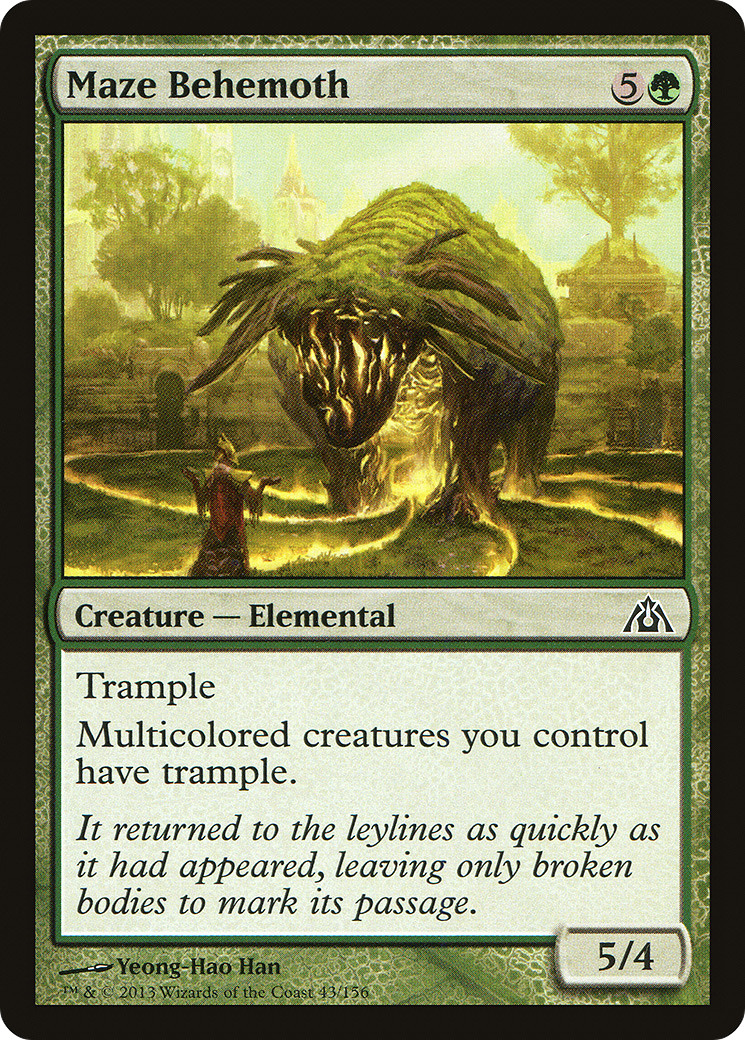 Maze Behemoth 5
Creature — Elemental
Trample
Multicolored creatures you control
have trample.
It returned to the leylines as quickly as
it had appeared, leaving only broken
bodies to mark its passage.
5/4
Yeong-Hao Han
™ & © 2013 Wizards of the Coast 43/156